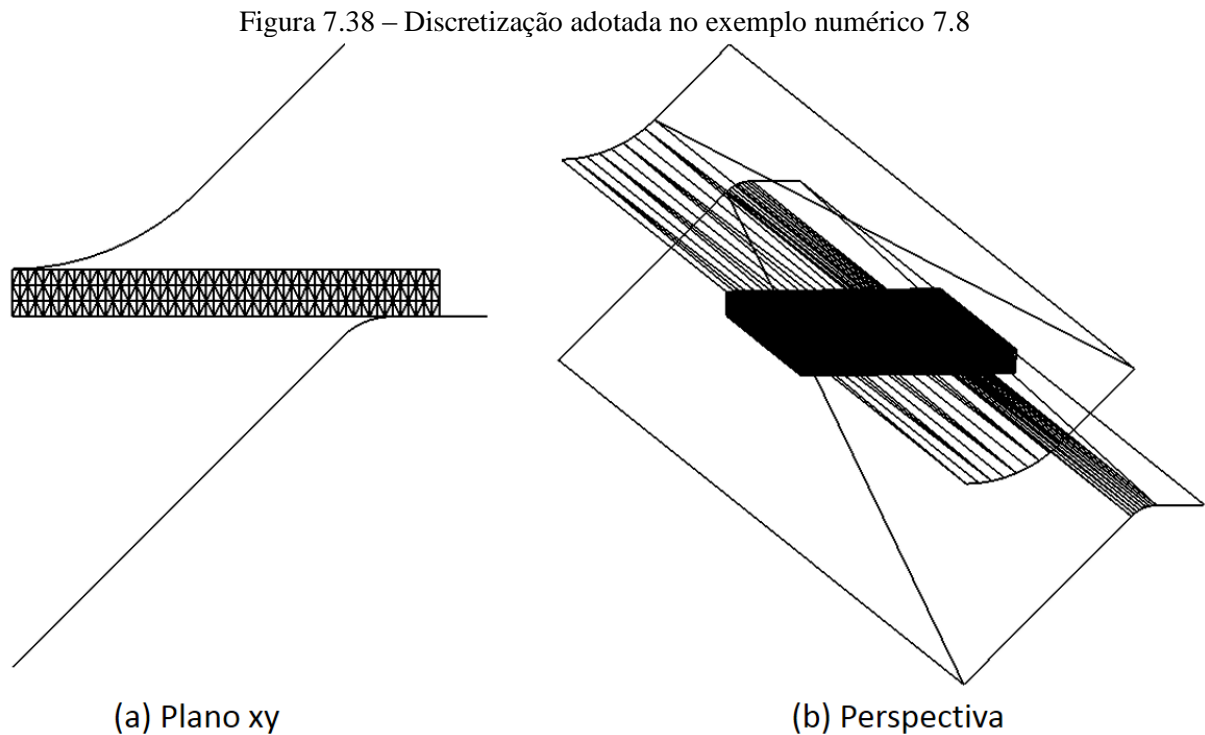 Figura 7.38 – Discretização adotada no exemplo numérico 7.8
(a) Plano xy
(b) Perspectiva